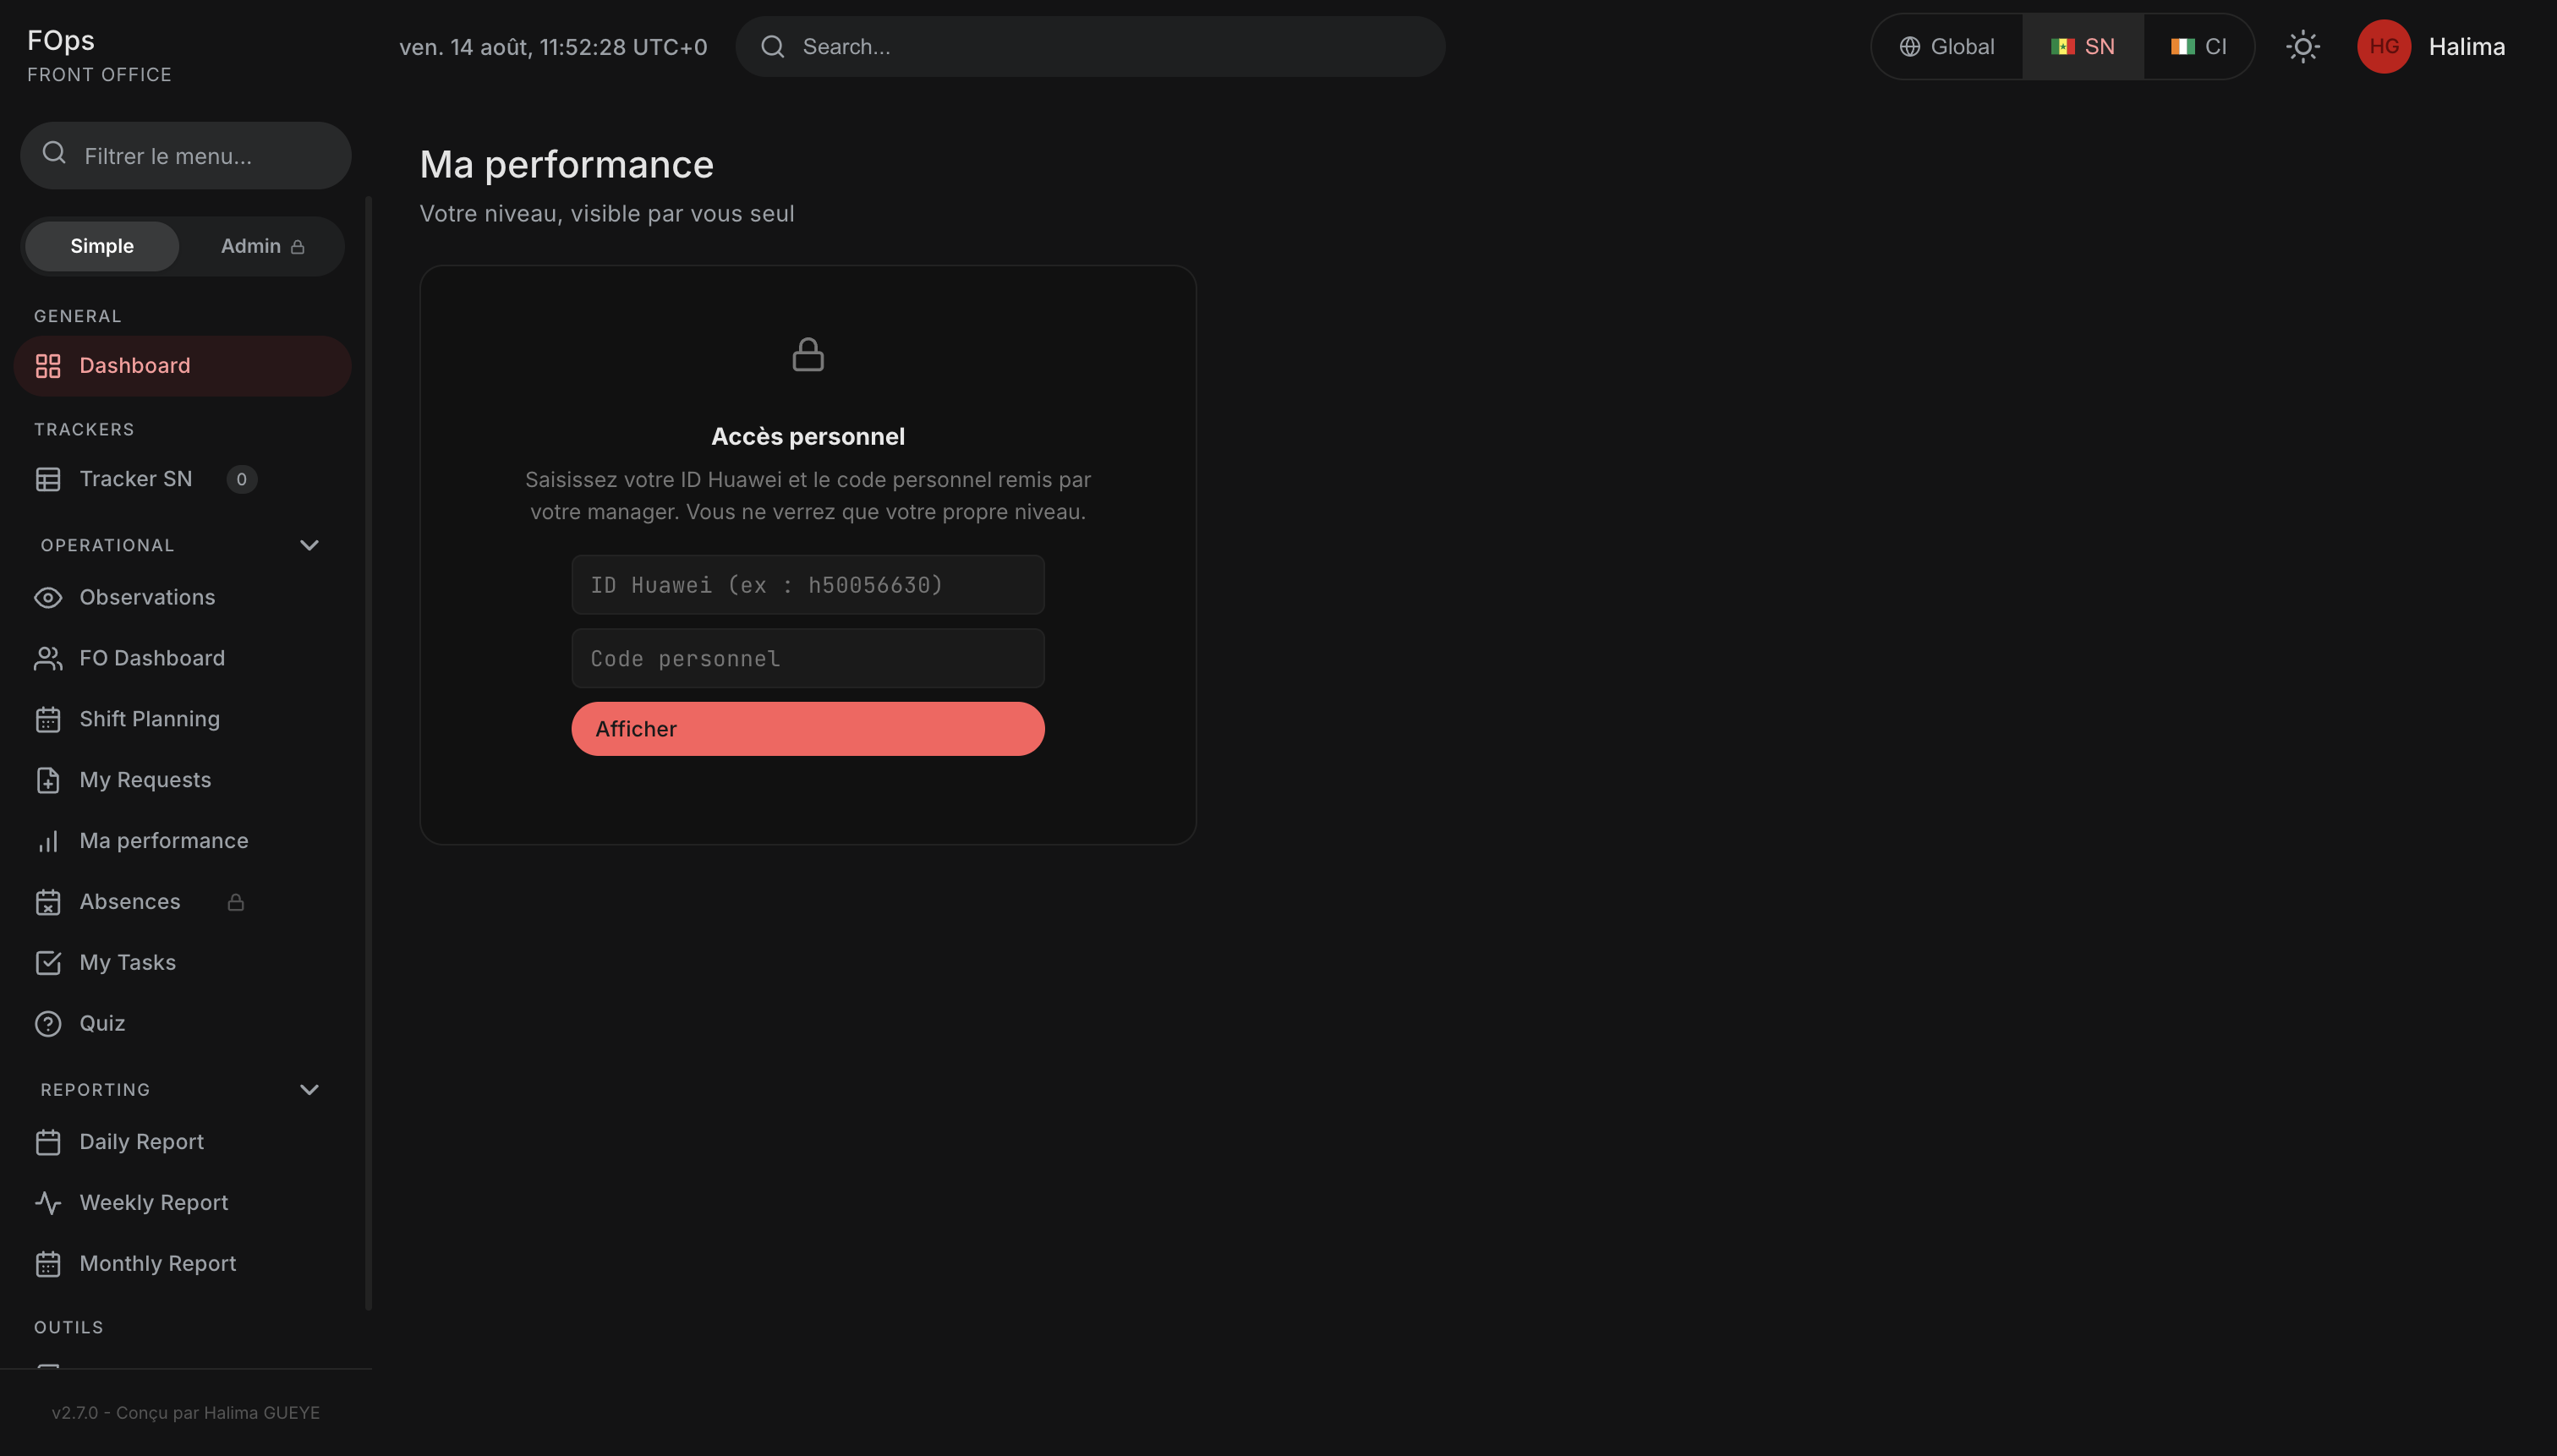 FOps
FRONT OFFICE
ven. 14 août, 11:52:28 UTC+0
Search...
Global
SN
CI
HG
Halima
Filtrer le menu...
Simple
Admin
GENERAL
Dashboard
TRACKERS
Tracker SN
0
OPERATIONAL
Observations
FO Dashboard
Shift Planning
My Requests
Ma performance
Absences
My Tasks
Quiz
REPORTING
Daily Report
Weekly Report
Monthly Report
OUTILS
v2.7.0 - Conçu par Halima GUEYE
Ma performance
Votre niveau, visible par vous seul
Accès personnel
Saisissez votre ID Huawei et le code personnel remis par
votre manager. Vous ne verrez que votre propre niveau.
ID Huawei (ex : h50056630)
Code personnel
Afficher